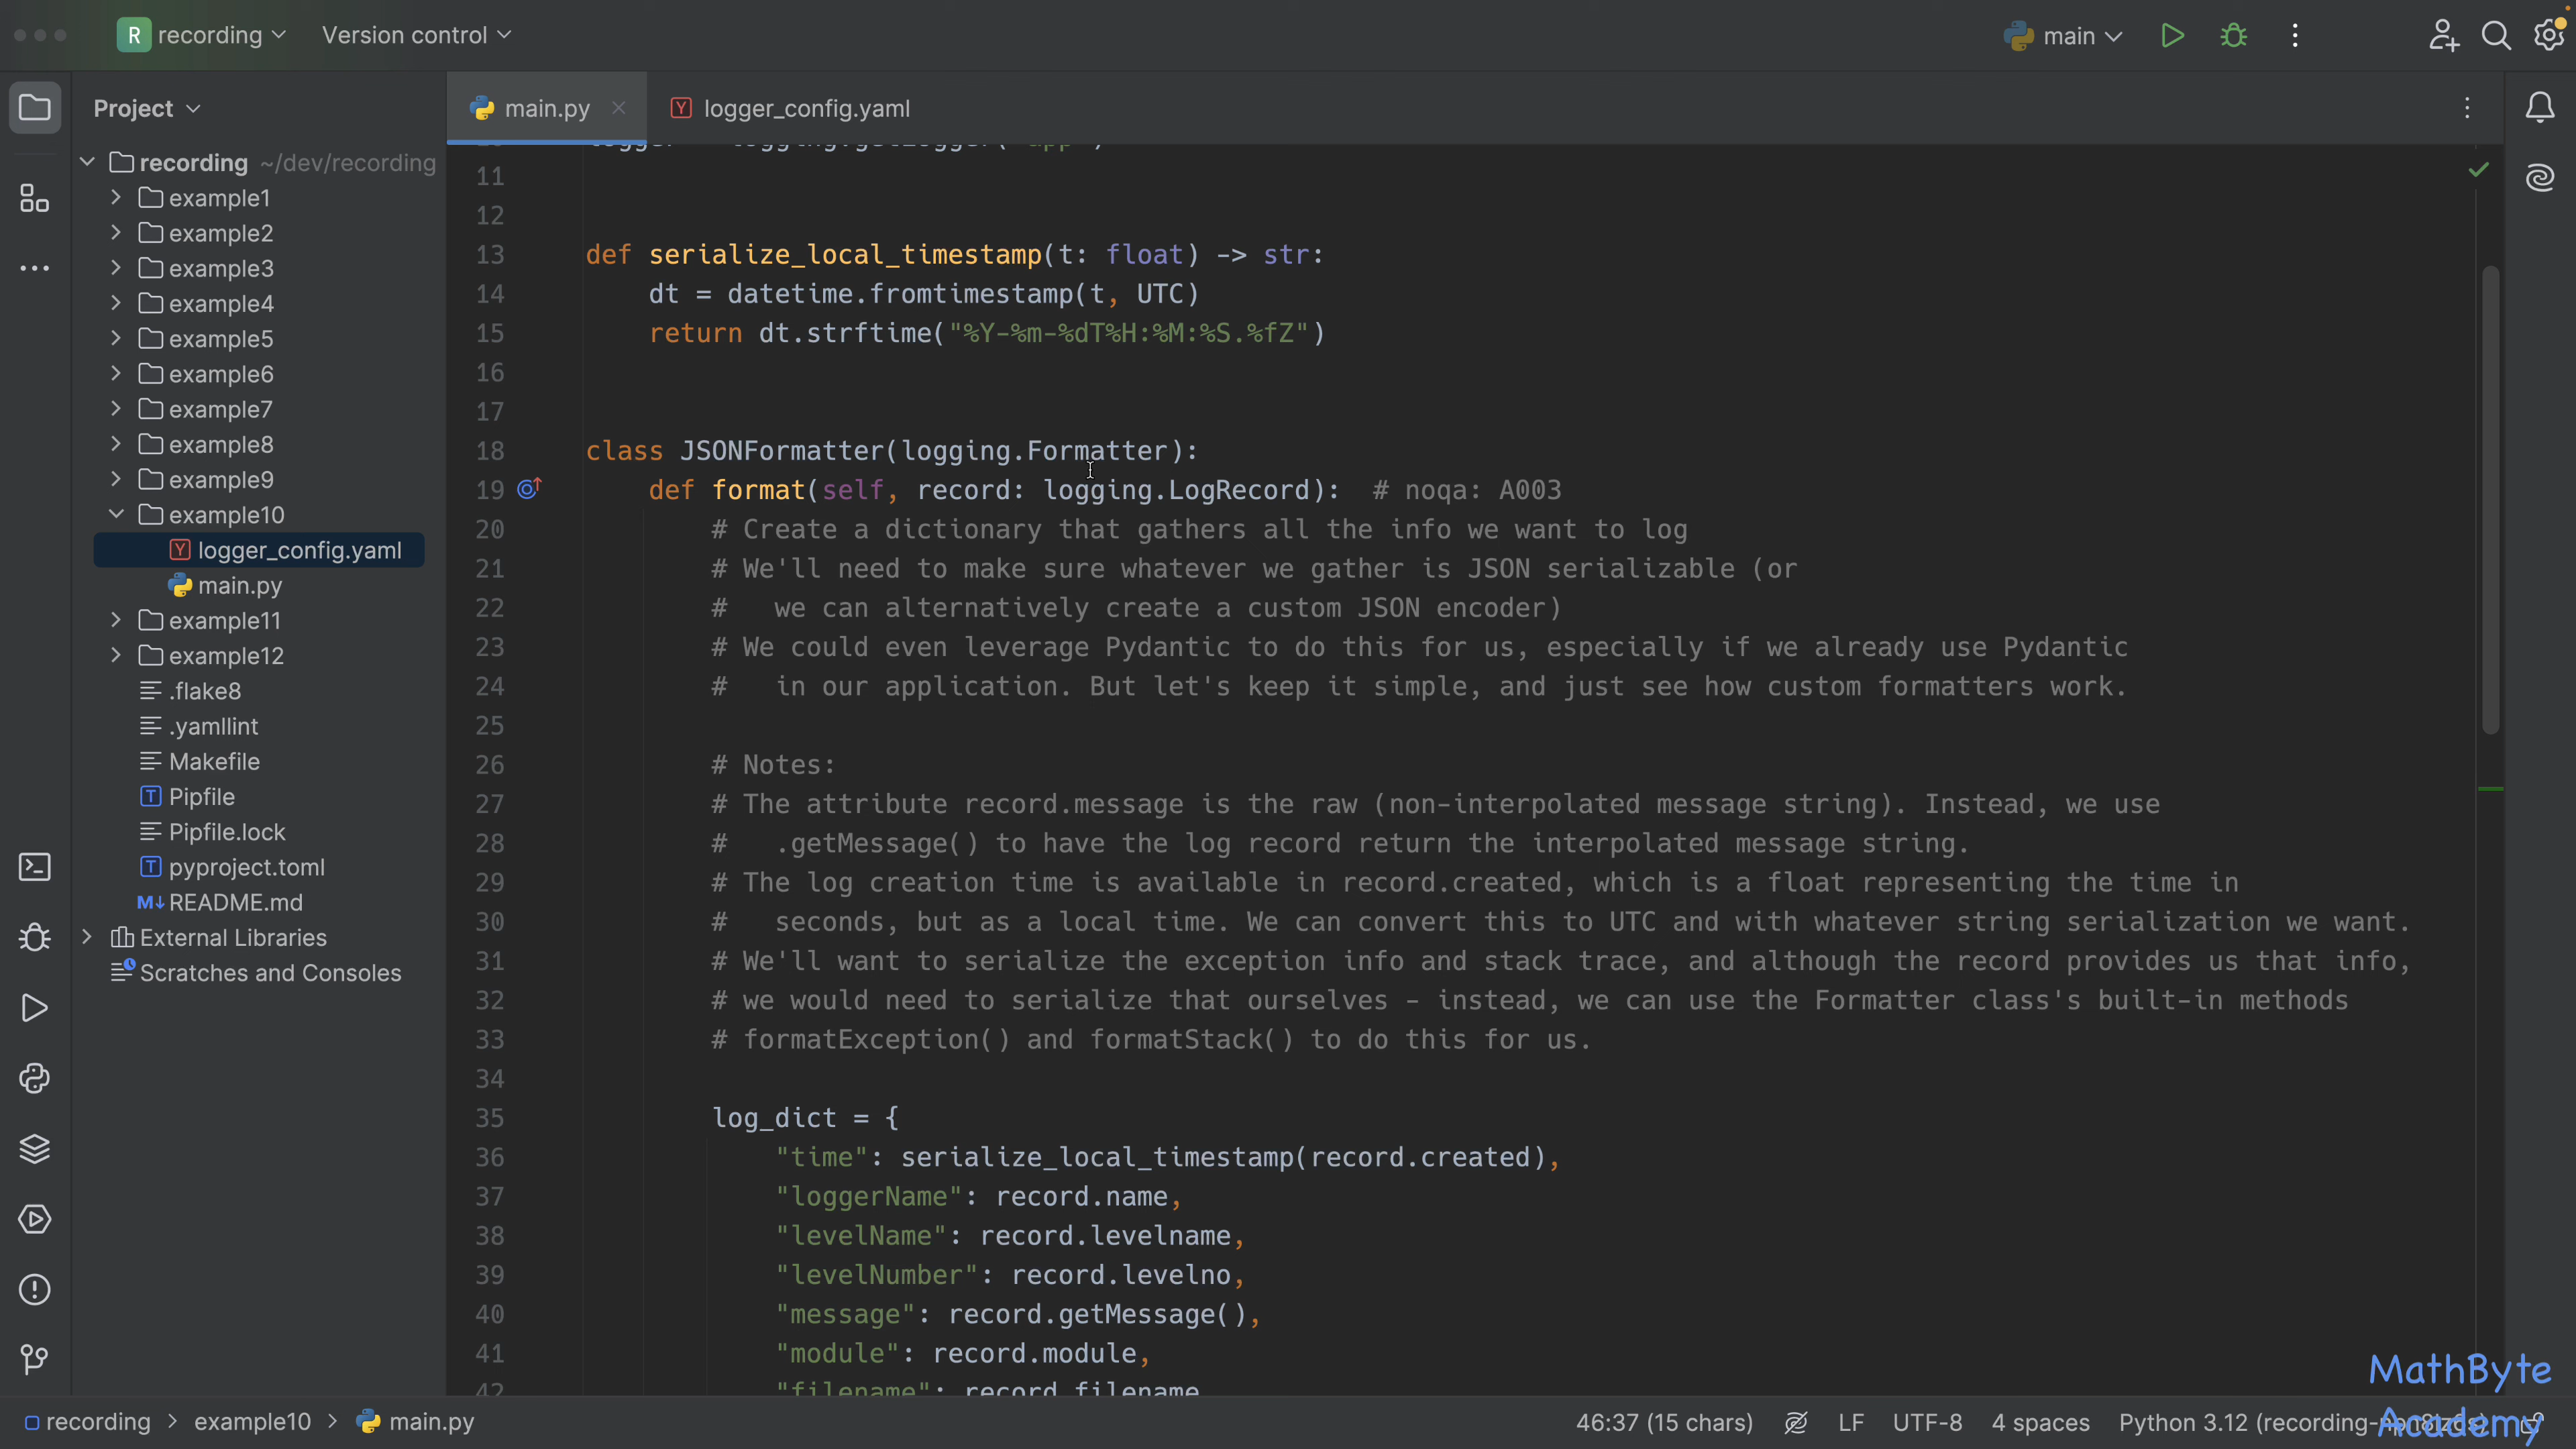 R recording Version control main
Project
main.py
logger_config.yaml
recording ~/dev/recording
example1
example2
example3
example4
example5
example6
example7
example8
example9
example10
logger_config.yaml
main.py
example11
example12
.flake8
.yamllint
Makefile
Pipfile
Pipfile.lock
pyproject.toml
README.md
External Libraries
Scratches and Consoles
11
12
13 def serialize_local_timestamp(t: float) -> str:
14 dt = datetime.fromtimestamp(t, UTC)
15 return dt.strftime("%Y-%m-%dT%H:%M:%S.%fZ")
16
17
18 class JSONFormatter(logging.Formatter):
19 def format(self, record: logging.LogRecord): # noqa: A003
20 # Create a dictionary that gathers all the info we want to log
21 # We'll need to make sure whatever we gather is JSON serializable (or
22 # we can alternatively create a custom JSON encoder)
23 # We could even leverage Pydantic to do this for us, especially if we already use Pydantic
24 # in our application. But let's keep it simple, and just see how custom formatters work.
25
26 # Notes:
27 # The attribute record.message is the raw (non-interpolated message string). Instead, we use
28 # .getMessage() to have the log record return the interpolated message string.
29 # The log creation time is available in record.created, which is a float representing the time in
30 # seconds, but as a local time. We can convert this to UTC and with whatever string serialization we want.
31 # We'll want to serialize the exception info and stack trace, and although the record provides us that info,
32 # we would need to serialize that ourselves - instead, we can use the Formatter class's built-in methods
33 # formatException() and formatStack() to do this for us.
34
35 log_dict = {
36 "time": serialize_local_timestamp(record.created),
37 "loggerName": record.name,
38 "levelName": record.levelname,
39 "levelNumber": record.levelno,
40 "message": record.getMessage(),
41 "module": record.module,
42 "filename": record.filename
MathByte
Academy
recording > example10 > main.py
46:37 (15 chars) LF UTF-8 4 spaces Python 3.12